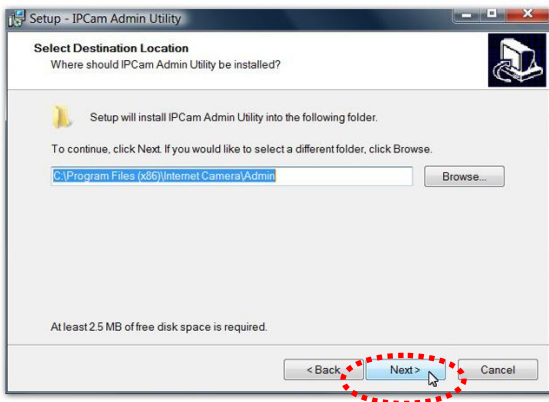 Setup - IPCam Admin Utility
Select Destination Location
Where should IPCam Admin Utility be installed?
Setup will install IPCam Admin Utility into the following folder.
To continue, click Next. If you would like to select a different folder, click Browse.
C:\Program Files (x86)\Internet Camera\Admin
Browse...
At least 2.5 MB of free disk space is required.
< Back
Next >
Cancel